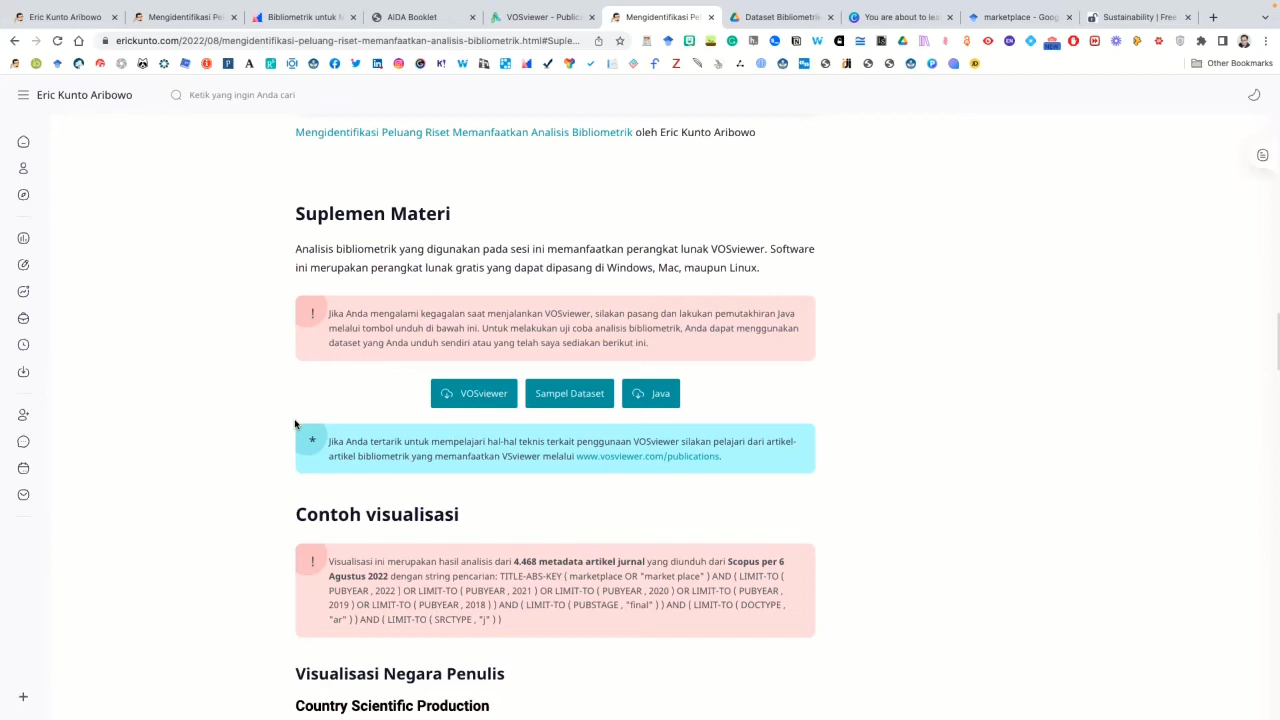 Eric Kunto Aribowo
Mengidentifikasi Pe
Bibliometrik untuk M
AIDA Booklet
VOSviewer - Public
Mengidentifikasi Pel
Dataset Bibliometrik
You are about to lea
marketplace - Goog
Sustainability | Free
erickunto.com/2022/08/mengidentifikasi-peluang-riset-memanfaatkan-analisis-bibliometrik.html#Suple...
NEW
Other Bookmarks
Eric Kunto Aribowo
Ketik yang ingin Anda cari
Mengidentifikasi Peluang Riset Memanfaatkan Analisis Bibliometrik oleh Eric Kunto Aribowo
Suplemen Materi
Analisis bibliometrik yang digunakan pada sesi ini memanfaatkan perangkat lunak VOSviewer. Software
ini merupakan perangkat lunak gratis yang dapat dipasang di Windows, Mac, maupun Linux.
! Jika Anda mengalami kegagalan saat menjalankan VOSviewer, silakan pasang dan lakukan pemutakhiran Java
melalui tombol unduh di bawah ini. Untuk melakukan uji coba analisis bibliometrik, Anda dapat menggunakan
dataset yang Anda unduh sendiri atau yang telah saya sediakan berikut ini.
VOSviewer Sampel Dataset Java
* Jika Anda tertarik untuk mempelajari hal-hal teknis terkait penggunaan VOSviewer silakan pelajari dari artikel-
artikel bibliometrik yang memanfaatkan VSviewer melalui www.vosviewer.com/publications.
Contoh visualisasi
! Visualisasi ini merupakan hasil analisis dari 4.468 metadata artikel jurnal yang diunduh dari Scopus per 6
Agustus 2022 dengan string pencarian: TITLE-ABS-KEY ( marketplace OR "market place" ) AND ( LIMIT-TO (
PUBYEAR , 2022 ) OR LIMIT-TO ( PUBYEAR , 2021 ) OR LIMIT-TO ( PUBYEAR , 2020 ) OR LIMIT-TO ( PUBYEAR ,
2019 ) OR LIMIT-TO ( PUBYEAR , 2018 ) ) AND ( LIMIT-TO ( PUBSTAGE , "final" ) ) AND ( LIMIT-TO ( DOCTYPE ,
"ar" ) ) AND ( LIMIT-TO ( SRCTYPE , "j" ) )
Visualisasi Negara Penulis
Country Scientific Production